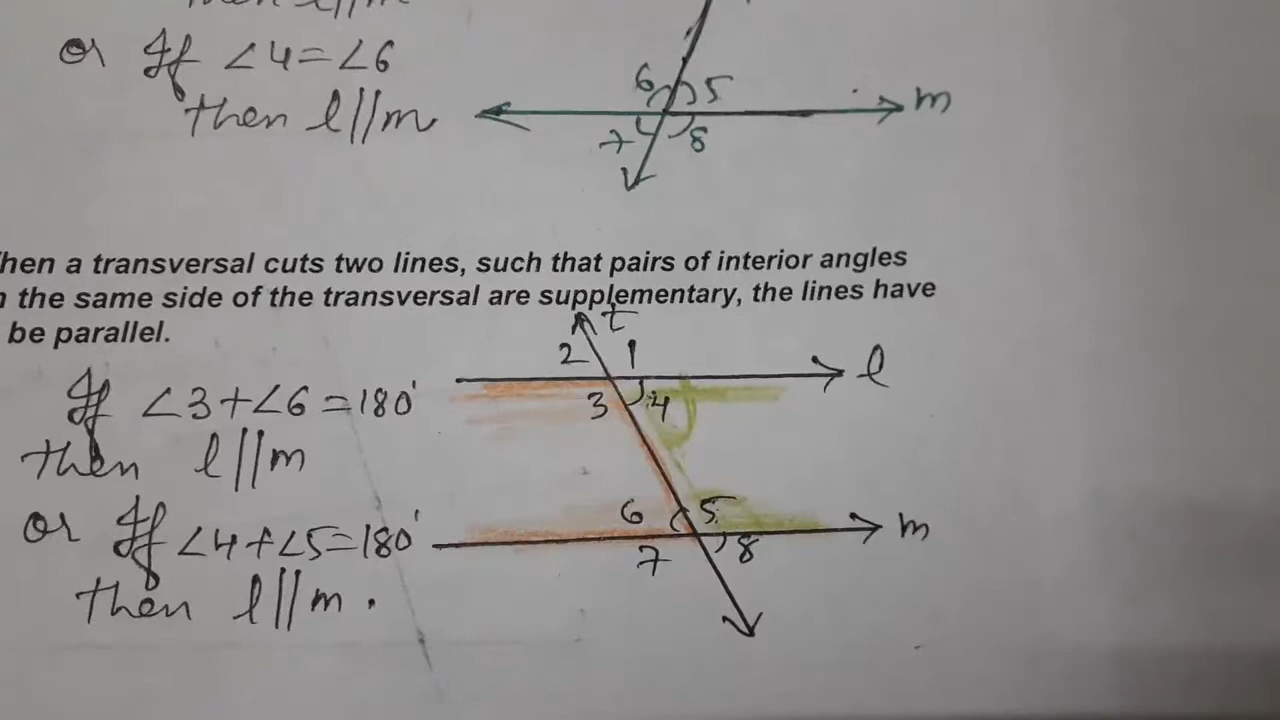 or If ∠4=∠6
then l||m
6 5
m
7 8
hen a transversal cuts two lines, such that pairs of interior angles
the same side of the transversal are supplementary, the lines have
be parallel.
t
2 1
l
If ∠3+∠6=180°
3 4
then l||m
6 5
m
or If ∠4+∠5=180°
7 8
then l||m.